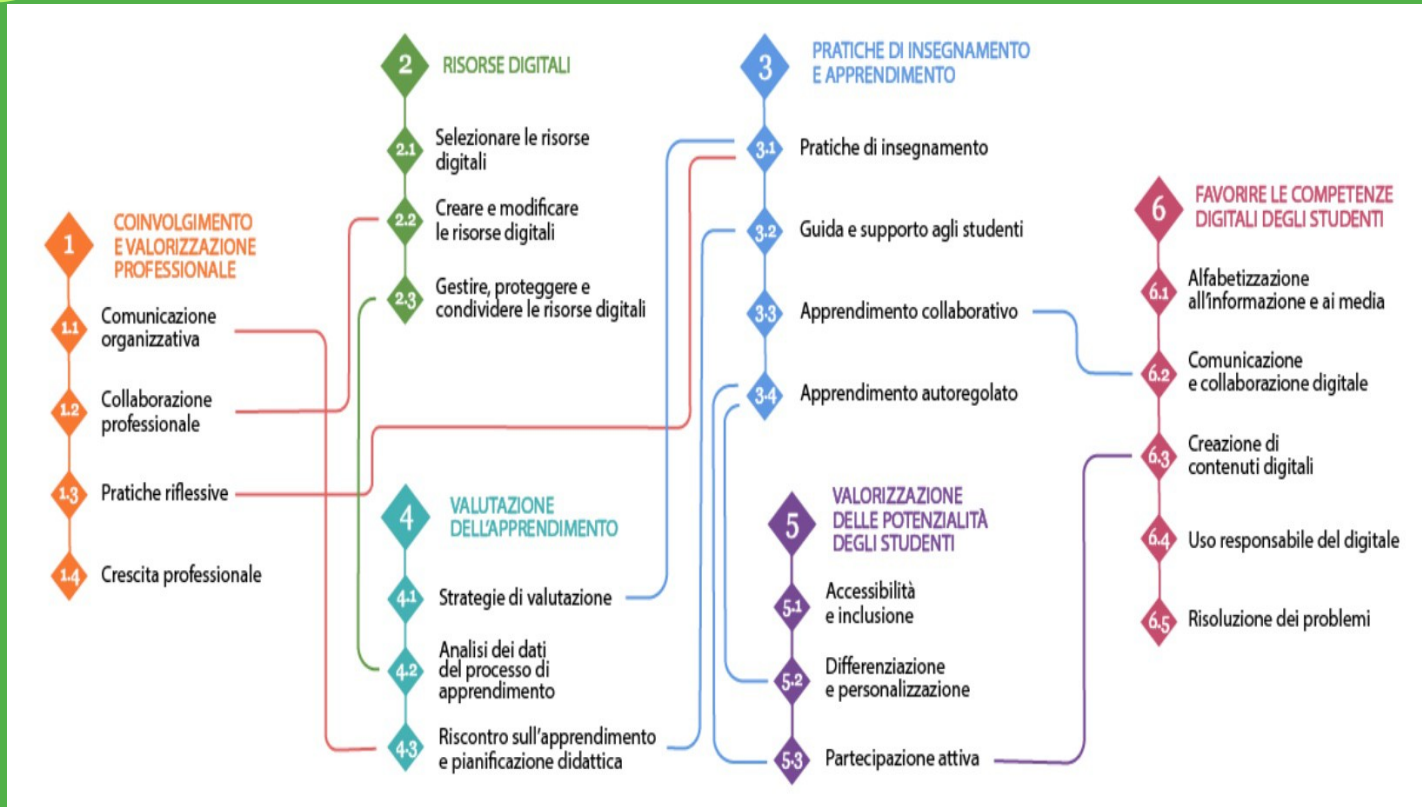 1
COINVOLGIMENTO
E VALORIZZAZIONE
PROFESSIONALE
1.1
Comunicazione
organizzativa
1.2
Collaborazione
professionale
1.3
Pratiche riflessive
1.4
Crescita professionale
2
RISORSE DIGITALI
2.1
Selezionare le risorse
digitali
2.2
Creare e modificare
le risorse digitali
2.3
Gestire, proteggere e
condividere le risorse digitali
3
PRATICHE DI INSEGNAMENTO
E APPRENDIMENTO
3.1
Pratiche di insegnamento
3.2
Guida e supporto agli studenti
3.3
Apprendimento collaborativo
3.4
Apprendimento autoregolato
4
VALUTAZIONE
DELL'APPRENDIMENTO
4.1
Strategie di valutazione
4.2
Analisi dei dati
del processo di
apprendimento
4.3
Riscontro sull'apprendimento
e pianificazione didattica
5
VALORIZZAZIONE
DELLE POTENZIALITÀ
DEGLI STUDENTI
5.1
Accessibilità
e inclusione
5.2
Differenziazione
e personalizzazione
5.3
Partecipazione attiva
6
FAVORIRE LE COMPETENZE
DIGITALI DEGLI STUDENTI
6.1
Alfabetizzazione
all'informazione e ai media
6.2
Comunicazione
e collaborazione digitale
6.3
Creazione di
contenuti digitali
6.4
Uso responsabile del digitale
6.5
Risoluzione dei problemi